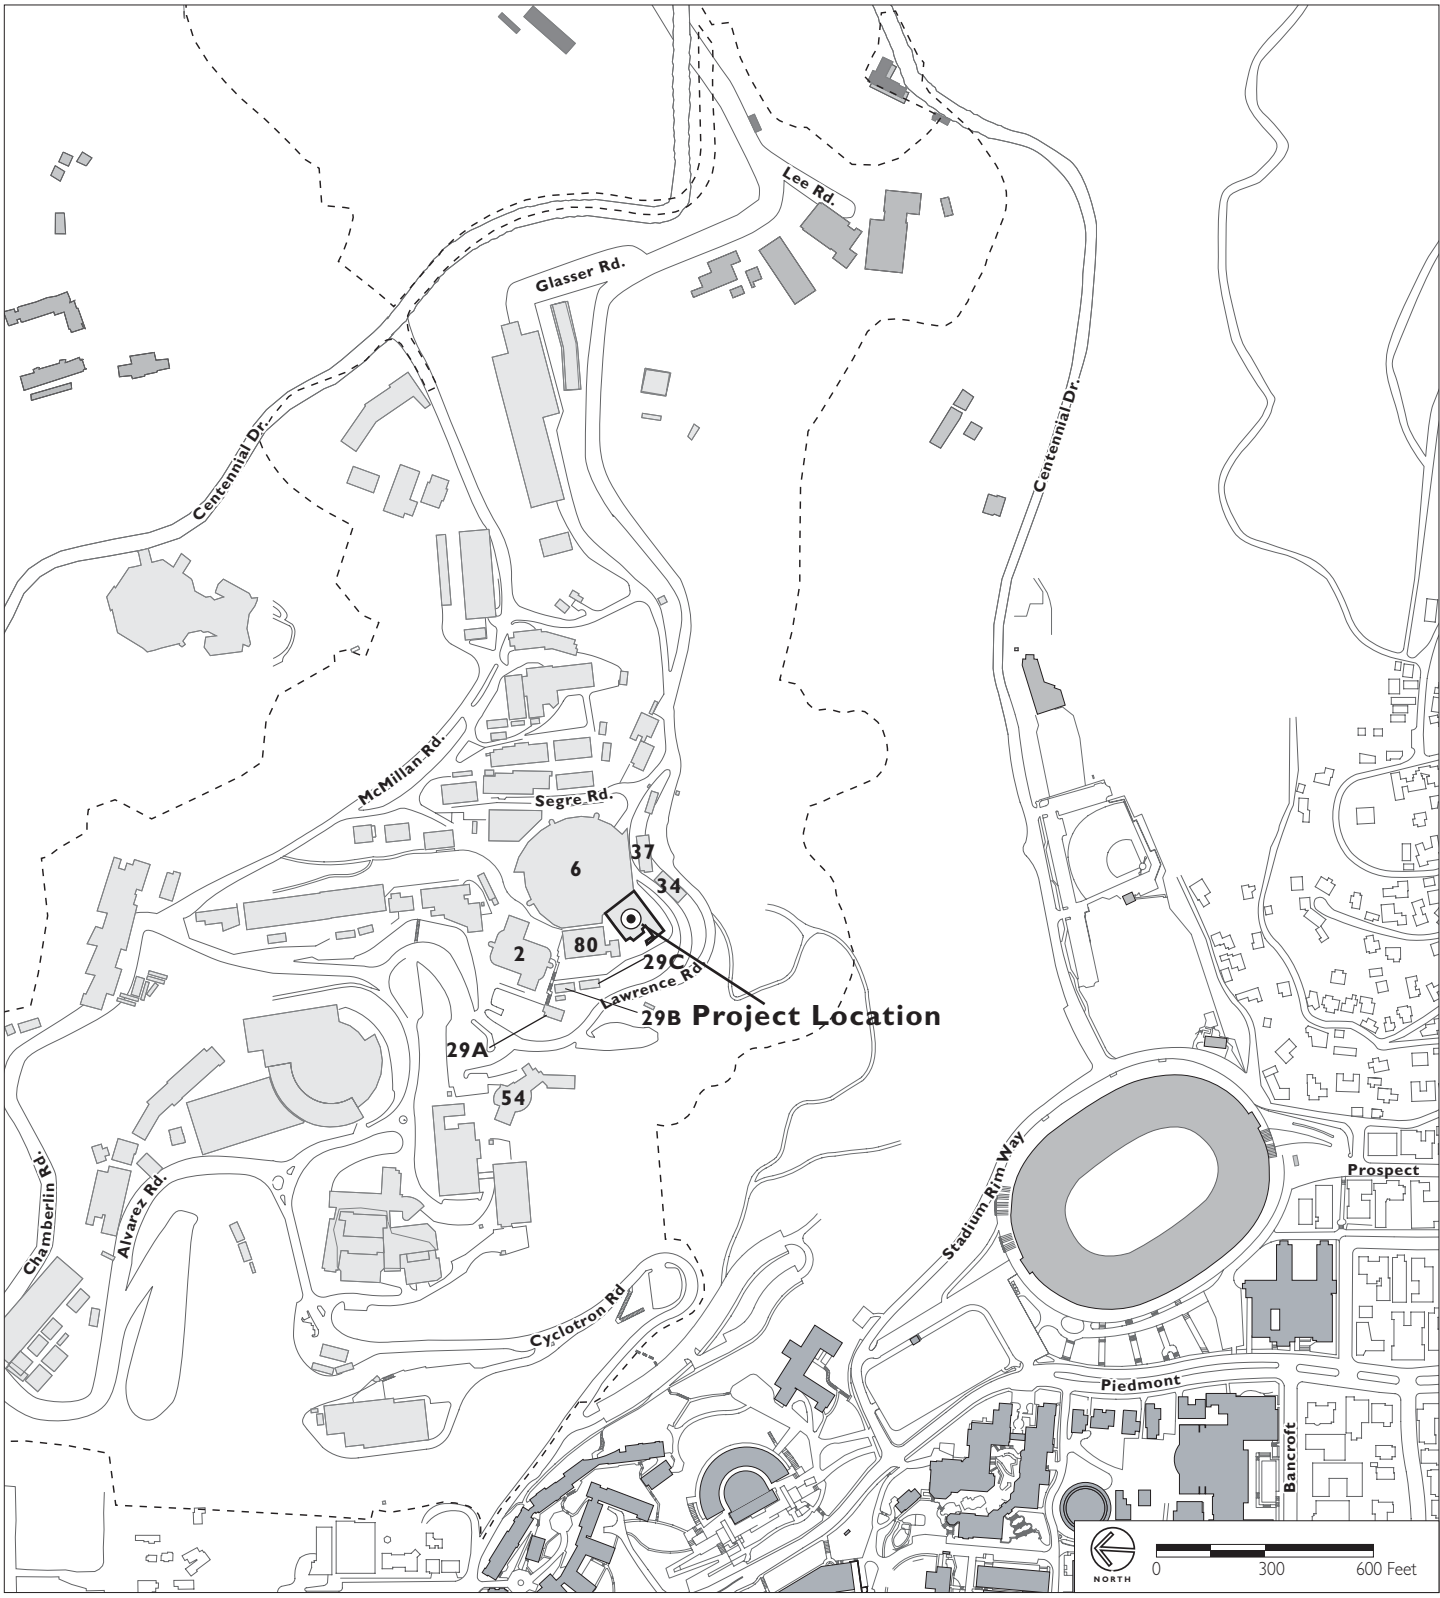 Lee Rd.
Glasser Rd.
Centennial Dr.
Centennial Dr.
McMillan Rd.
Segre Rd.
37
6
34
2
80
29C
Lawrence Rd.
29B
Project Location
29A
54
Stadium Rim Way
Prospect
Chamberlin Rd.
Alvarez Rd.
Cyclotron Rd
Piedmont
Bancroft
NORTH
0
300
600 Feet